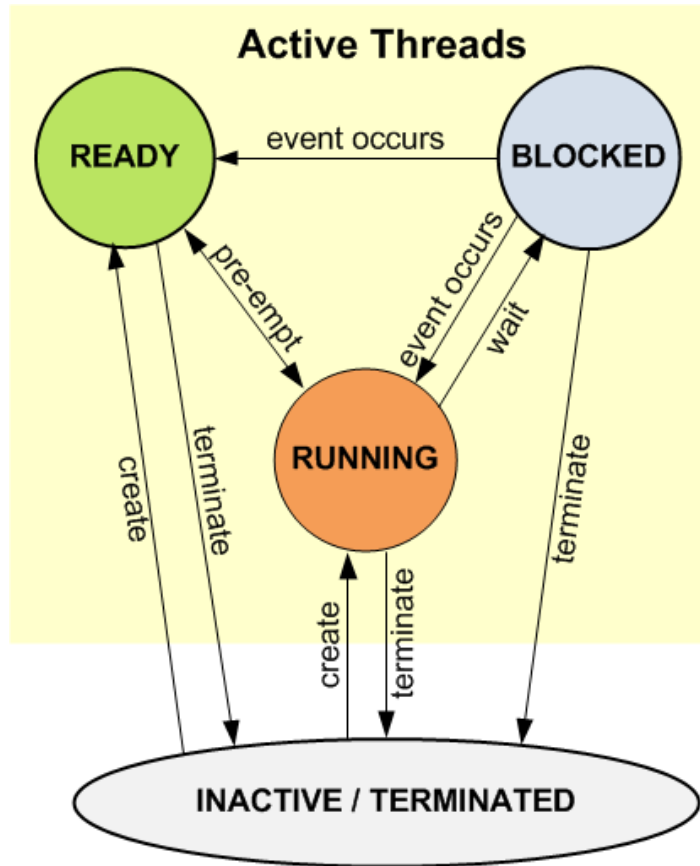 Active Threads
READY
BLOCKED
event occurs
pre-empt
event occurs
wait
RUNNING
create
terminate
create
terminate
terminate
INACTIVE / TERMINATED